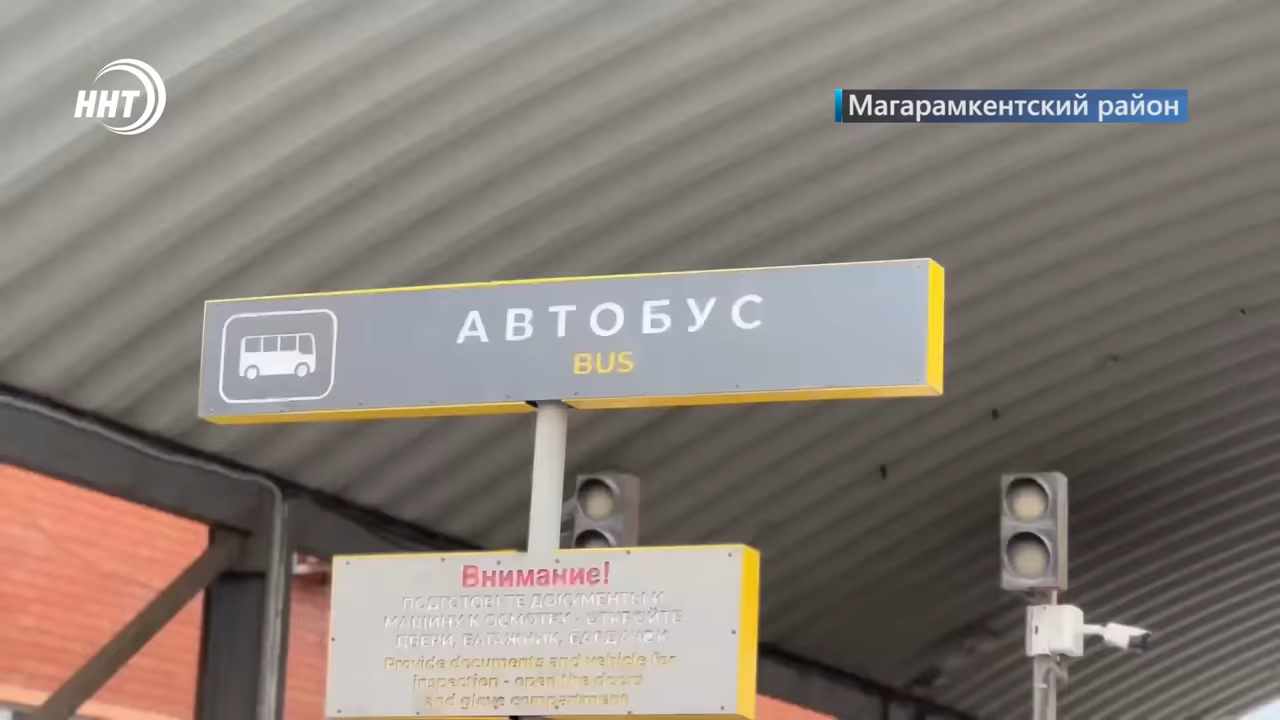 ННТ
Магарамкентский район
АВТОБУС
BUS
Внимание!
ПОДГОТОВЬТЕ ДОКУМЕНТЫ И
МАШИНУ К ОСМОТРУ - ОТКРОЙТЕ
ДВЕРИ, БАГАЖНИК, БАРДАЧОК
Provide documents and vehicle for
inspection - open the doors
and glove compartment